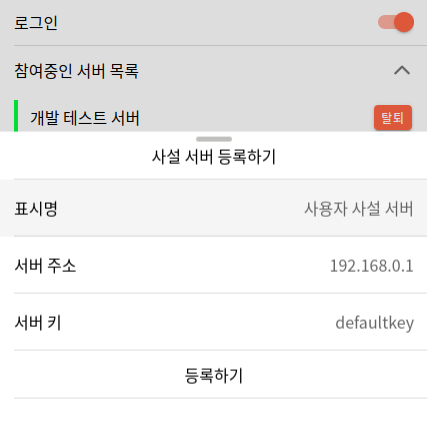 로그인
참여중인 서버 목록
개발 테스트 서버 탈퇴
사설 서버 등록하기
표시명 사용자 사설 서버
서버 주소 192.168.0.1
서버 키 defaultkey
등록하기